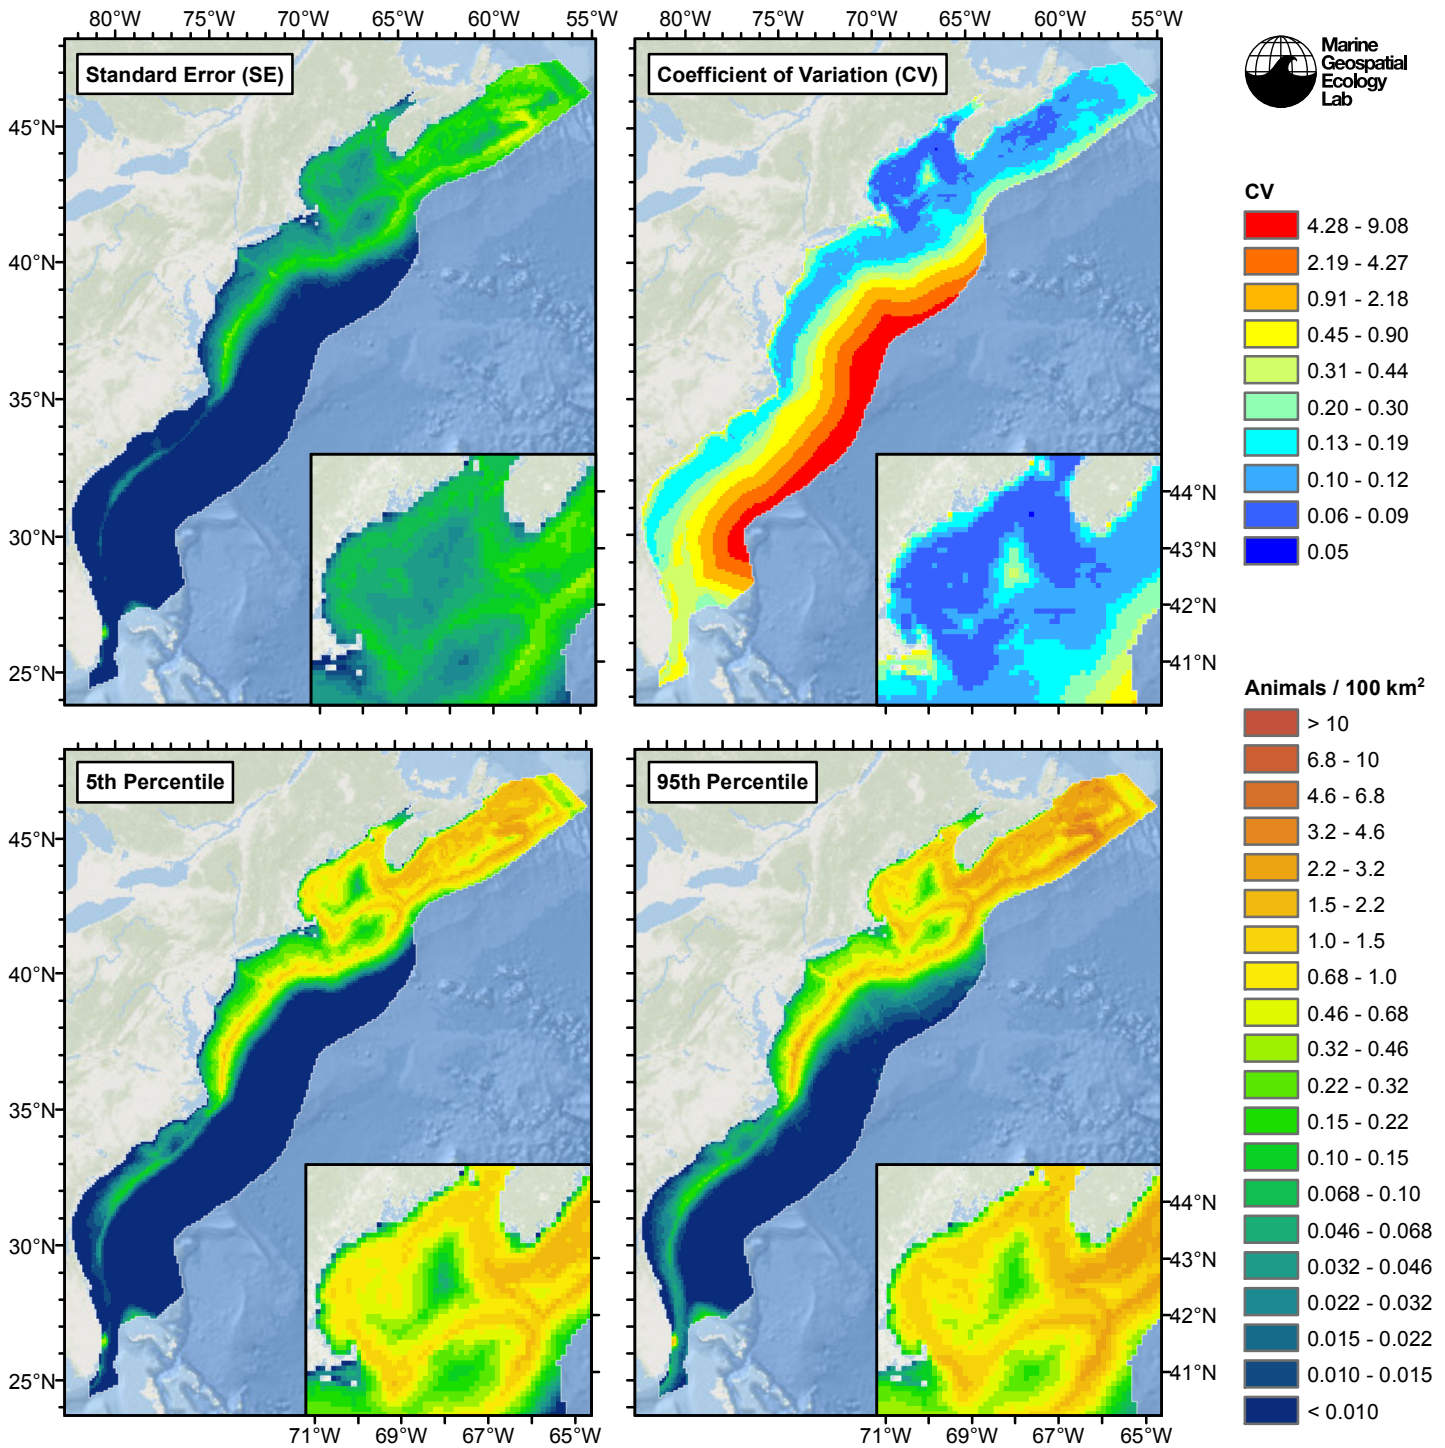 80°W 75°W 70°W 65°W 60°W 55°W
80°W 75°W 70°W 65°W 60°W 55°W
Standard Error (SE)
Coefficient of Variation (CV)
45°N
40°N
35°N
30°N
25°N
44°N
43°N
42°N
41°N
5th Percentile
95th Percentile
45°N
40°N
35°N
30°N
25°N
44°N
43°N
42°N
41°N
71°W 69°W 67°W 65°W
71°W 69°W 67°W 65°W
Marine
Geospatial
Ecology
Lab
CV
4.28 - 9.08
2.19 - 4.27
0.91 - 2.18
0.45 - 0.90
0.31 - 0.44
0.20 - 0.30
0.13 - 0.19
0.10 - 0.12
0.06 - 0.09
0.05
Animals / 100 km²
> 10
6.8 - 10
4.6 - 6.8
3.2 - 4.6
2.2 - 3.2
1.5 - 2.2
1.0 - 1.5
0.68 - 1.0
0.46 - 0.68
0.32 - 0.46
0.22 - 0.32
0.15 - 0.22
0.10 - 0.15
0.068 - 0.10
0.046 - 0.068
0.032 - 0.046
0.022 - 0.032
0.015 - 0.022
0.010 - 0.015
< 0.010